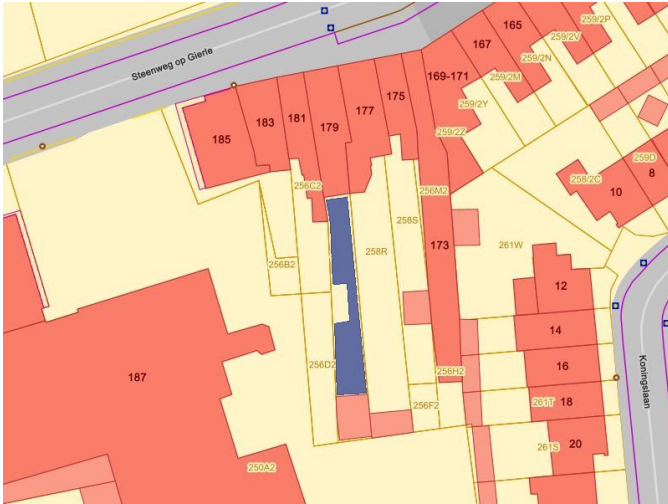 165
259/2P
259/2V
167
259/2N
Steenweg op Gierle
169-171
259/2M
175
177
259/2Y
179
181
183
185
259/2Z
259D
8
258/2C
10
256C2
256M2
258S
173
261W
258R
256B2
12
14
256D2
16
Koningslaan
256H2
187
18
261T
256F2
20
261S
250A2